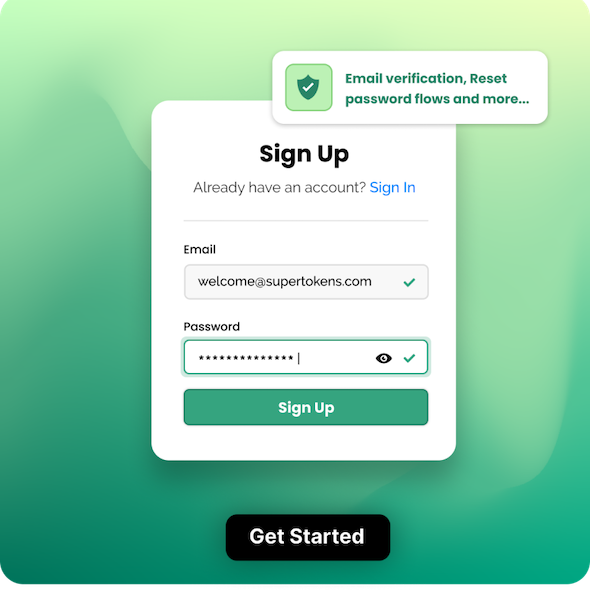 Email verification, Reset
password flows and more...
Sign Up
Already have an account? Sign In
Email
welcome@supertokens.com
Password
************** |
Sign Up
Get Started